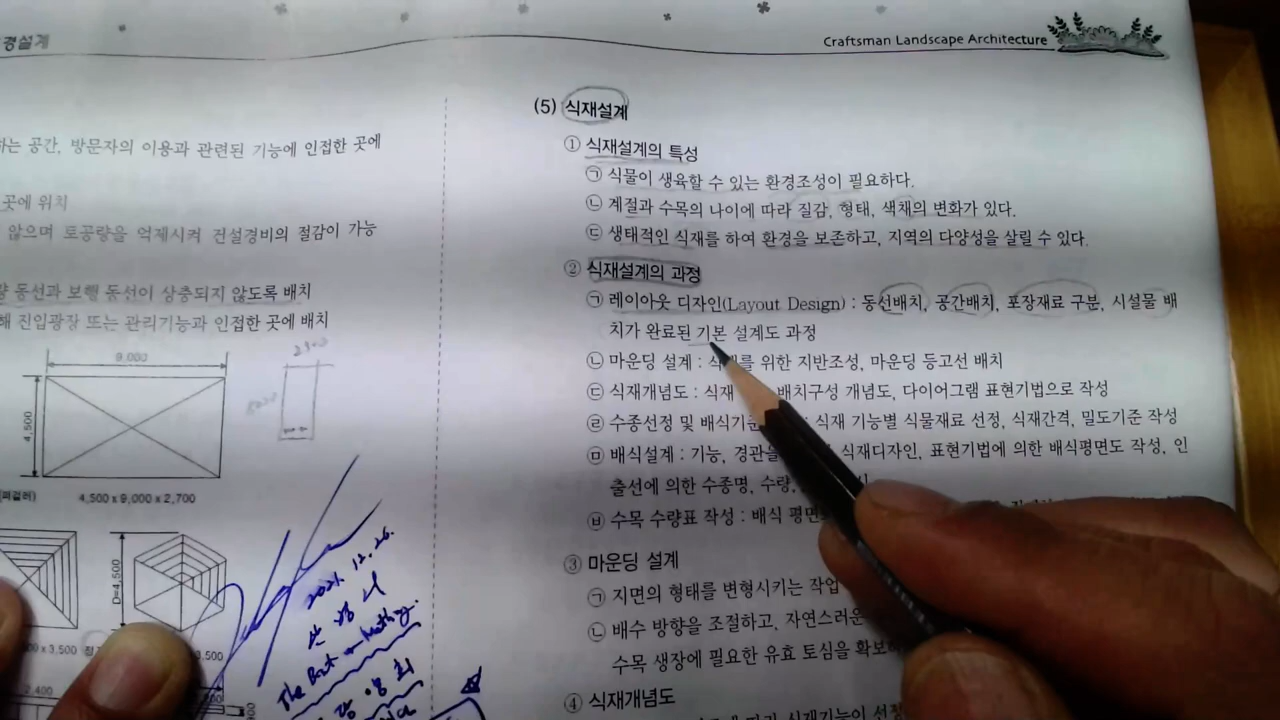 경설계
Craftsman Landscape Architecture
하는 공간, 방문자의 이용과 관련된 기능에 인접한 곳에
곳에 위치
않으며 토공량을 억제시켜 건설경비의 절감이 가능
동선과 보행 동선이 상충되지 않도록 배치
진입광장 또는 관리기능과 인접한 곳에 배치
9,000
4,500
4,500 x 9,000 x 2,700
D=4,500
x 3,500
3,500
2,400
2021. 12. 26.
The
(5) 식재설계
① 식재설계의 특성
㉠ 식물이 생육할 수 있는 환경조성이 필요하다.
㉡ 계절과 수목의 나이에 따라 질감, 형태, 색채의 변화가 있다.
㉢ 생태적인 식재를 하여 환경을 보존하고, 지역의 다양성을 살릴 수 있다.
② 식재설계의 과정
㉠ 레이아웃 디자인(Layout Design) : 동선배치, 공간배치, 포장재료 구분, 시설물 배
치가 완료된 기본 설계도 과정
㉡ 마운딩 설계 : 식재를 위한 지반조성, 마운딩 등고선 배치
㉢ 식재개념도 : 식재 배치구성 개념도, 다이어그램 표현기법으로 작성
㉣ 수종선정 및 배식기준 식재 기능별 식물재료 선정, 식재간격, 밀도기준 작성
㉤ 배식설계 : 기능, 경관을 식재디자인, 표현기법에 의한 배식평면도 작성, 인
출선에 의한 수종명, 수량,
㉥ 수목 수량표 작성 : 배식 평면
③ 마운딩 설계
㉠ 지면의 형태를 변형시키는 작업
㉡ 배수 방향을 조절하고, 자연스러운
수목 생장에 필요한 유효 토심을 확보
④ 식재개념도